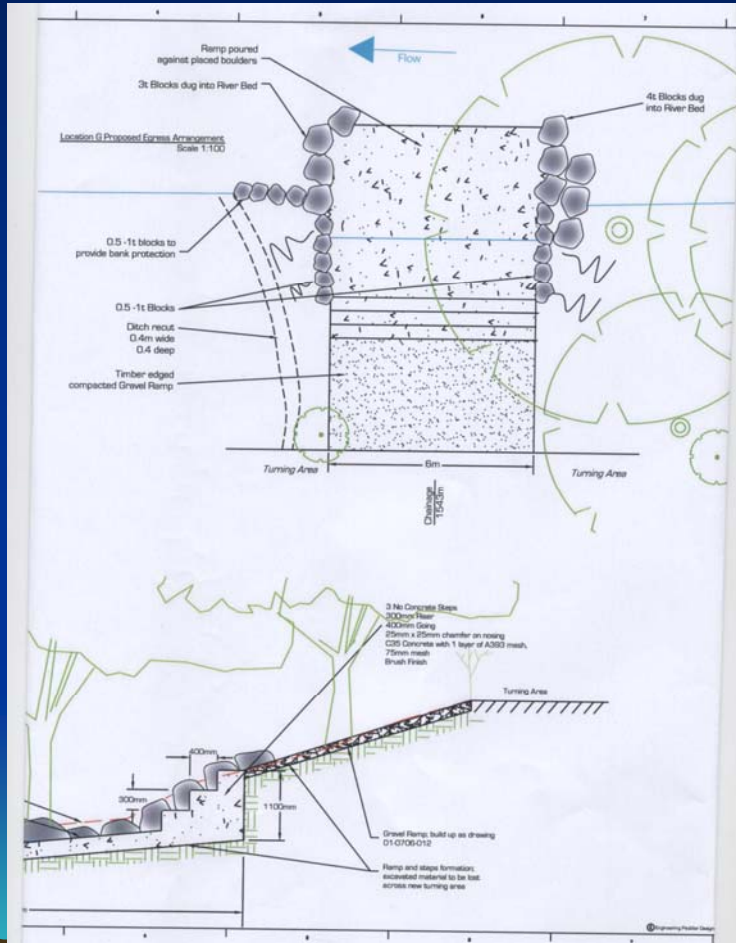 Ramp poured
against placed boulders
Flow
3t Blocks dug into River Bed
4t Blocks dug
into River Bed
Location G Proposed Egress Arrangement
Scale 1:100
0.5 -1t blocks to
provide bank protection
0.5 -1t Blocks
Ditch recut
0.4m wide
0.4 deep
Timber edged
compacted Gravel Ramp
Turning Area
6m
Turning Area
Chainage
1543m
3 No Concrete Steps
300mm Riser
400mm Going
25mm x 25mm chamfer on nosing
C35 Concrete with 1 layer of A393 mesh,
75mm mesh
Brush Finish
Turning Area
400mm
300mm
1100mm
Gravel Ramp; build up as drawing
01-0706-012
Ramp and steps formation;
excavated material to be lost
across new turning area